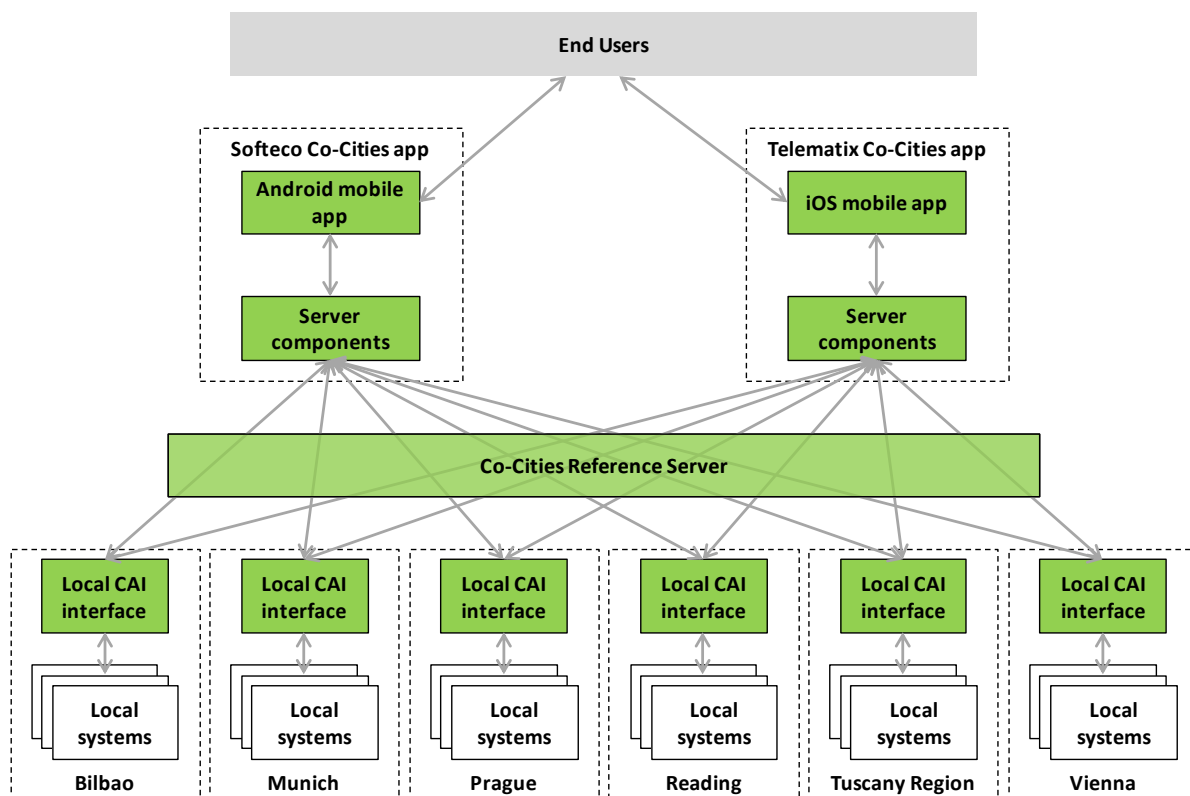 End Users
Softeco Co-Cities app
Telematix Co-Cities app
Android mobile
app
iOS mobile app
Server
components
Server
components
Co-Cities Reference Server
Local CAI
interface
Local CAI
interface
Local CAI
interface
Local CAI
interface
Local CAI
interface
Local CAI
interface
Local
systems
Local
systems
Local
systems
Local
systems
Local
systems
Local
systems
Bilbao
Munich
Prague
Reading
Tuscany Region
Vienna